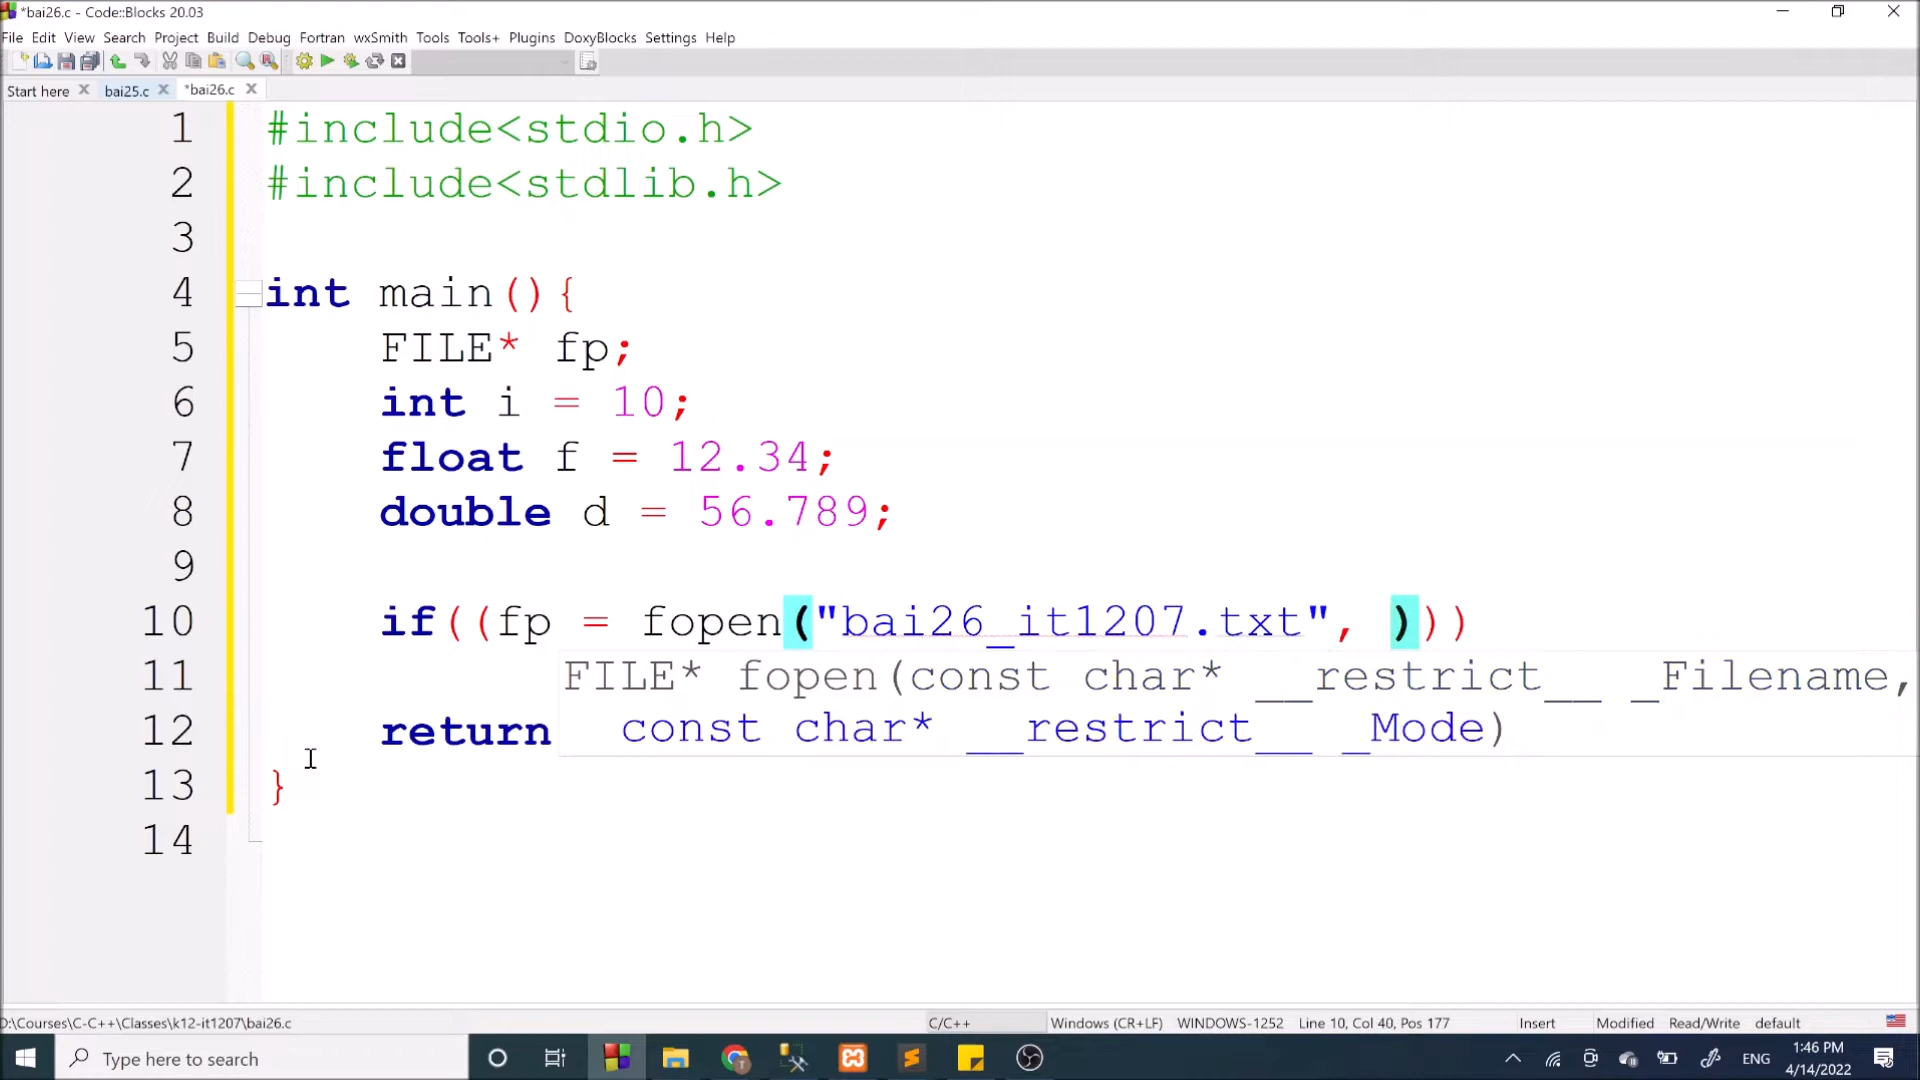 *bai26.c - Code::Blocks 20.03
File Edit View Search Project Build Debug Fortran wxSmith Tools Tools+ Plugins DoxyBlocks Settings Help
Start here bai25.c *bai26.c
1 #include<stdio.h>
2 #include<stdlib.h>
3
4 int main(){
5 FILE* fp;
6 int i = 10;
7 float f = 12.34;
8 double d = 56.789;
9
10 if((fp = fopen("bai26_it1207.txt", )))
11 FILE* fopen(const char* __restrict__ _Filename,
const char* __restrict__ _Mode)
12 return
13 }
14
D:\Courses\C-C++\Classes\k12-it1207\bai26.c C/C++ Windows (CR+LF) WINDOWS-1252 Line 10, Col 40, Pos 177 Insert Modified Read/Write default
Type here to search ENG 1:46 PM
4/14/2022